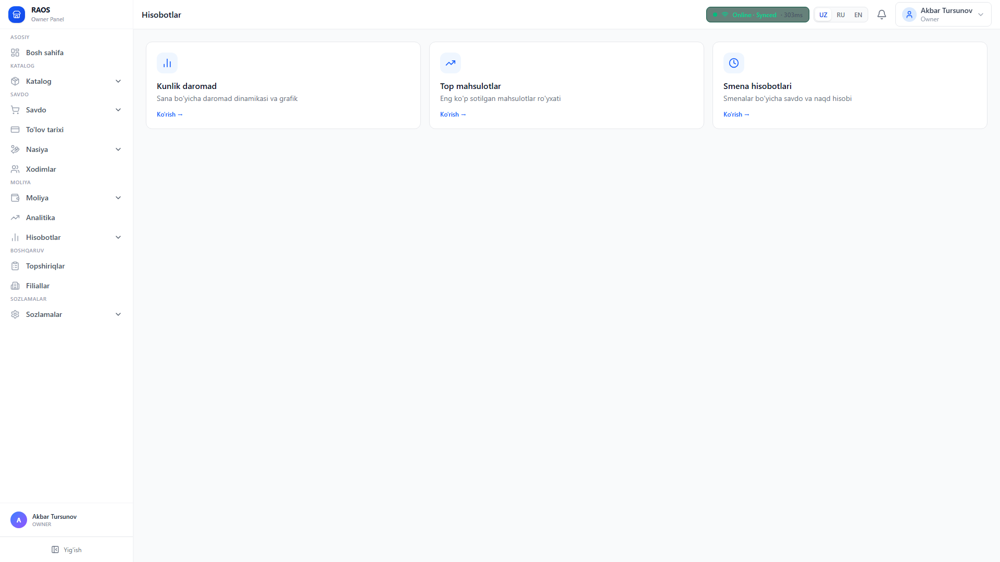 RAOS
Owner Panel
ASOSIY
Bosh sahifa
KATALOG
Katalog
SAVDO
Savdo
To'lov tarixi
Nasiya
Xodimlar
MOLIYA
Moliya
Analitika
Hisobotlar
BOSHQARUV
Topshiriqlar
Filiallar
SOZLAMALAR
Sozlamalar
A
Akbar Tursunov
OWNER
Yig'ish
Hisobotlar
Online · Synced · 303ms
UZ RU EN
Akbar Tursunov
Owner
Kunlik daromad
Sana bo'yicha daromad dinamikasi va grafik
Ko'rish →
Top mahsulotlar
Eng ko'p sotilgan mahsulotlar ro'yxati
Ko'rish →
Smena hisobotlari
Smenalar bo'yicha savdo va naqd hisobi
Ko'rish →